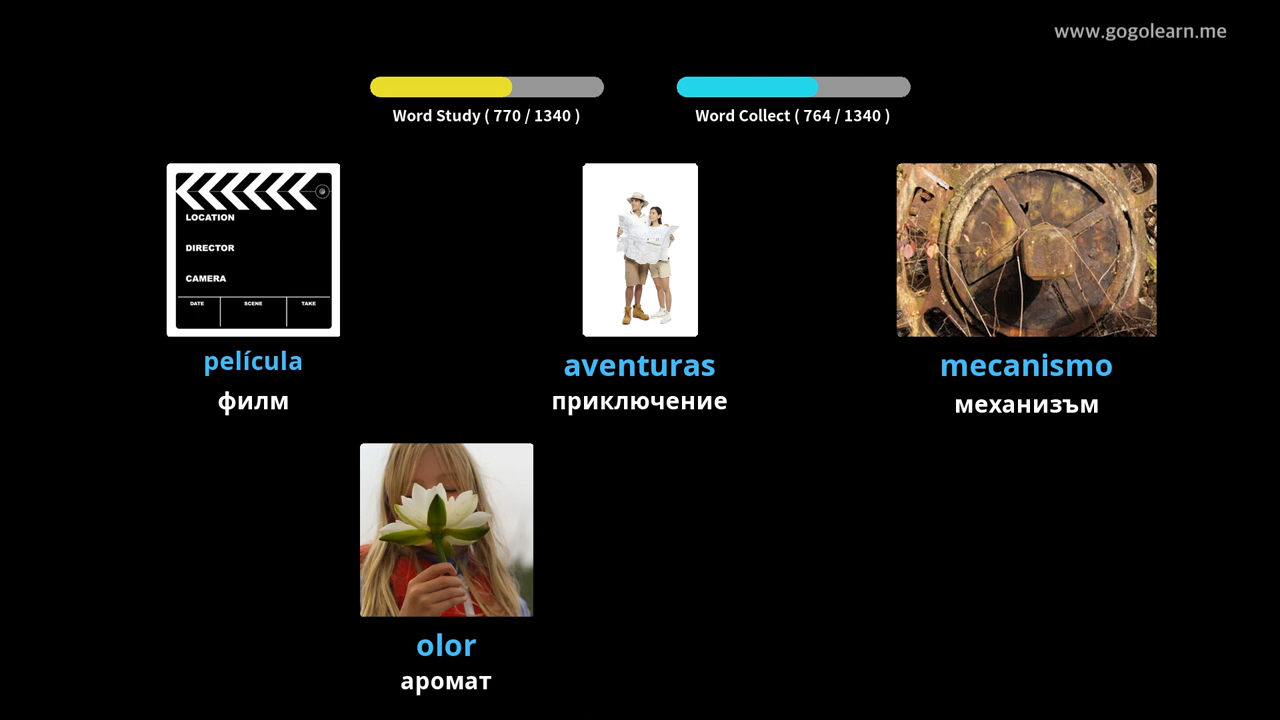 www.gogolearn.me
Word Study ( 770 / 1340 )
Word Collect ( 764 / 1340 )
LOCATION
DIRECTOR
CAMERA
DATE SCENE TAKE
película
филм
aventuras
приключение
mecanismo
механизъм
olor
аромат